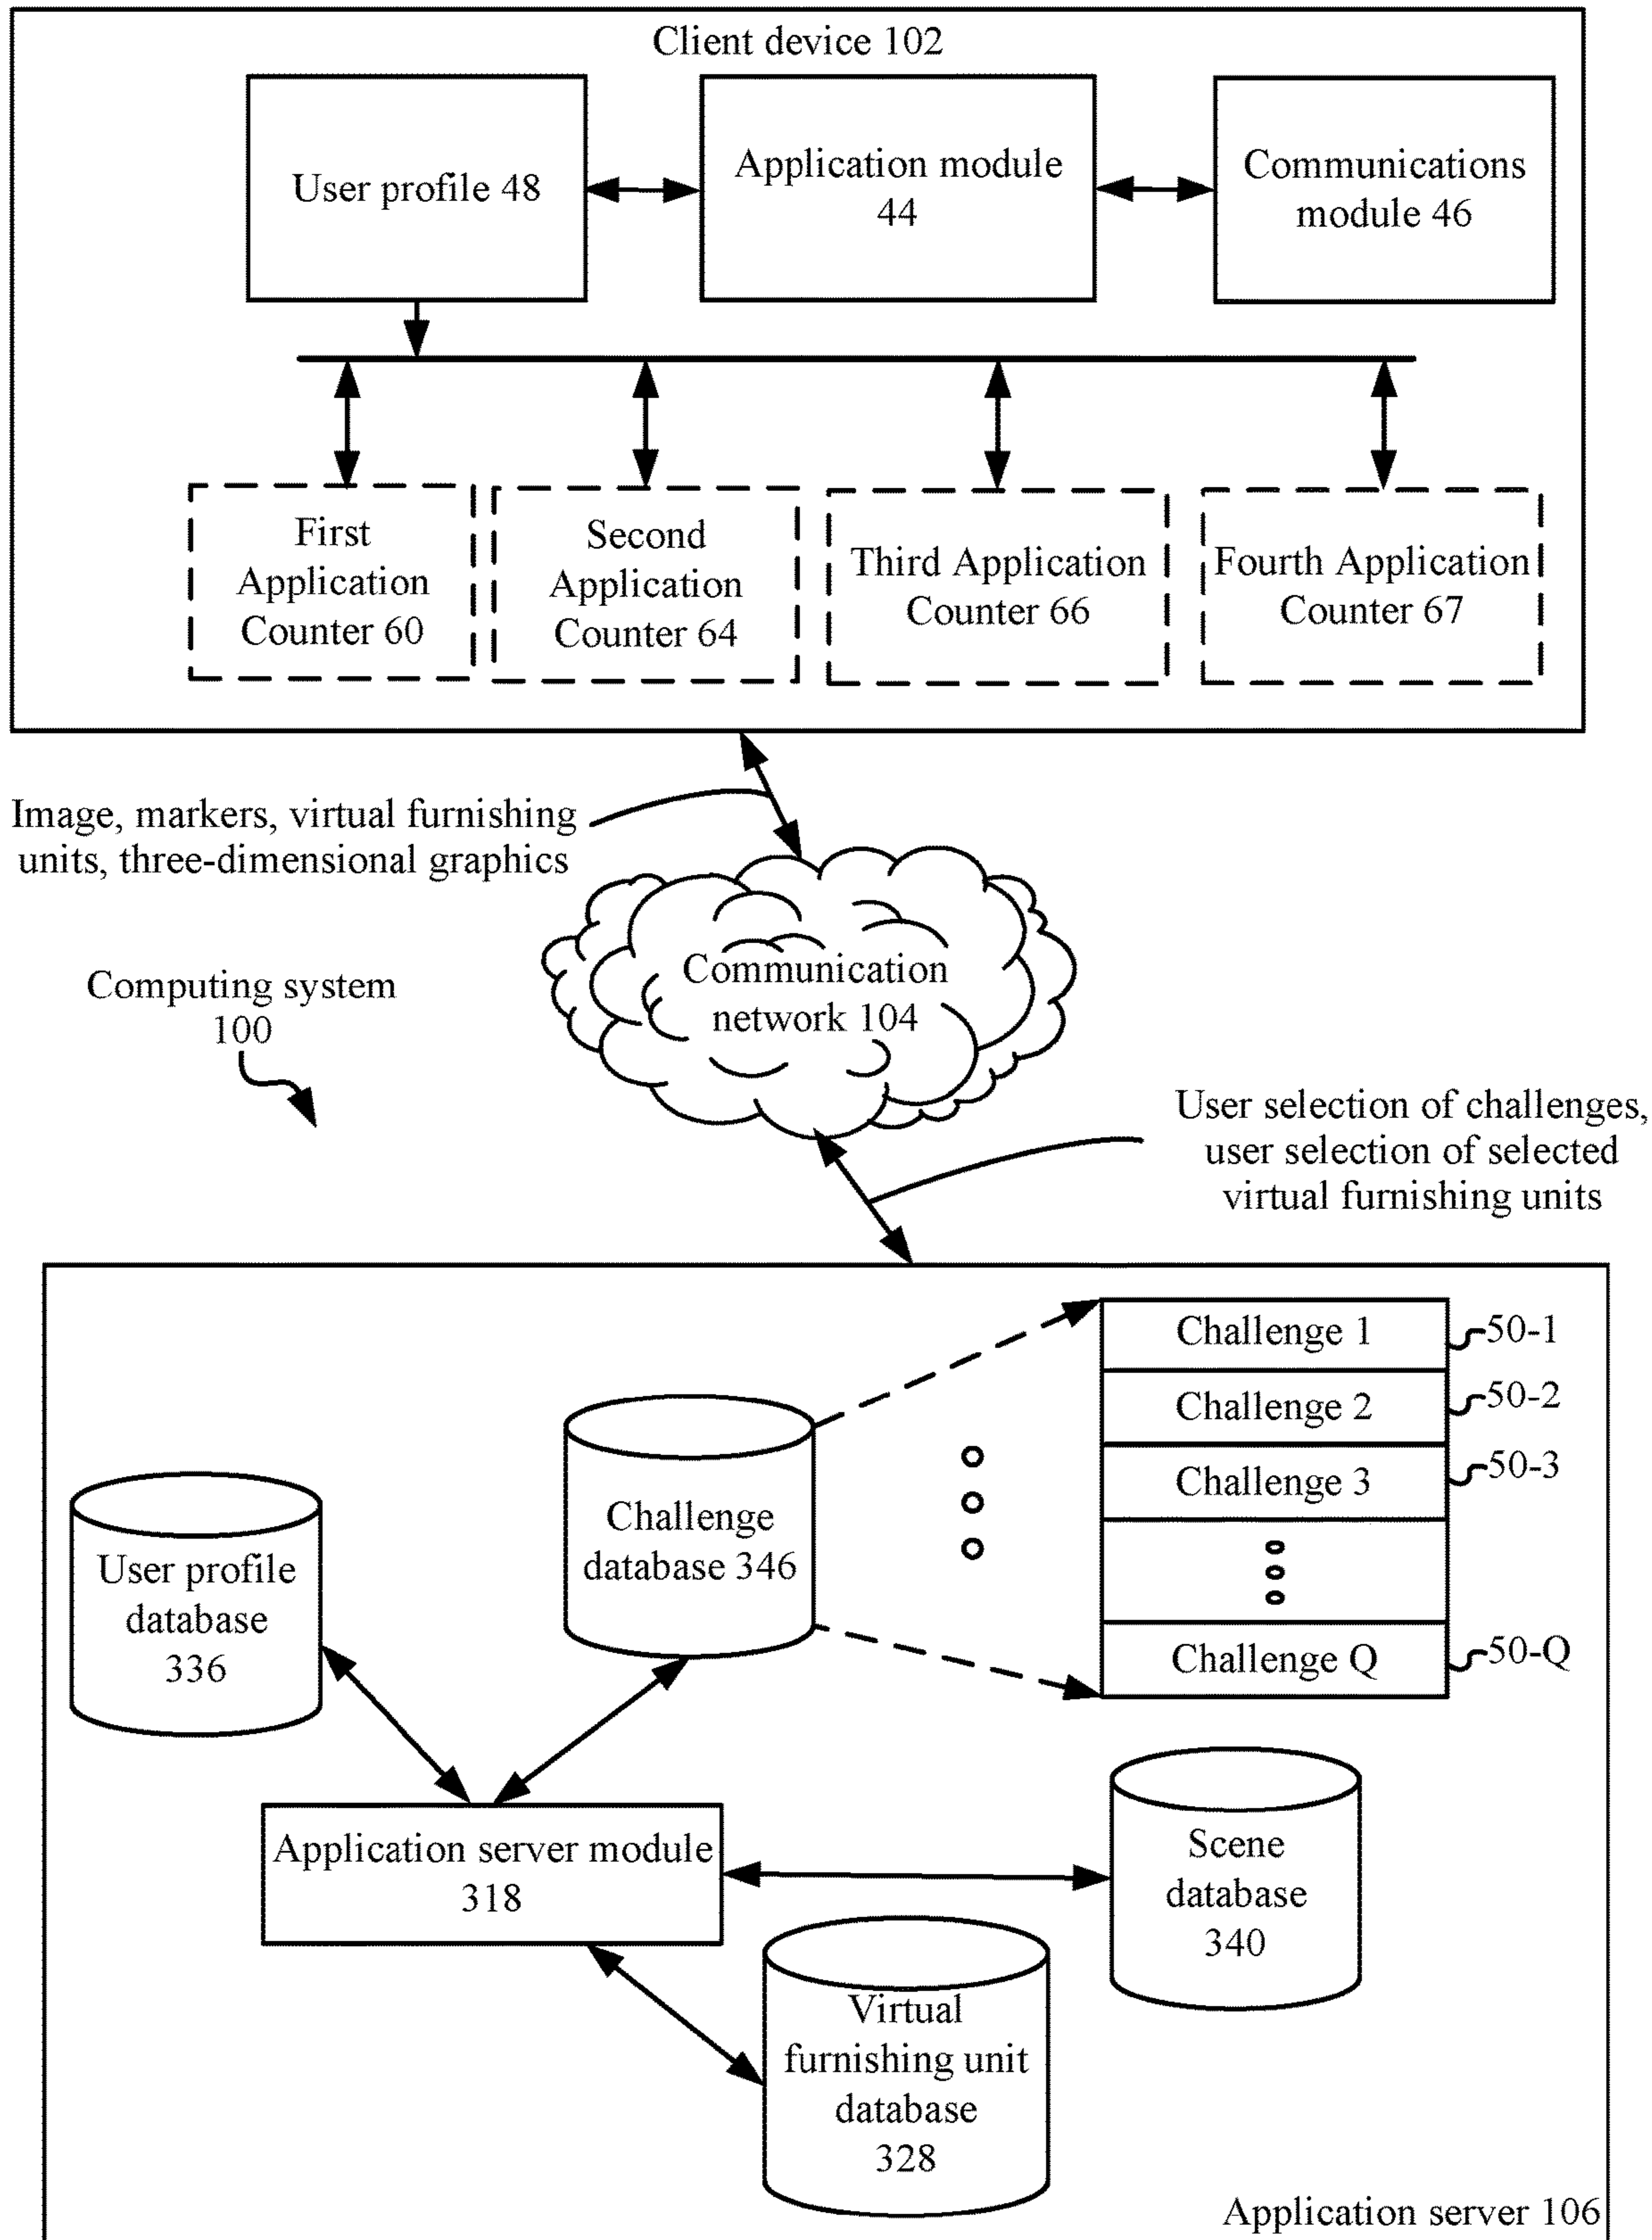 Client device 102
User profile 48
Application module
44
Communications
module 46
First
Application
Counter 60
Second
Application
Counter 64
Third Application
Counter 66
Fourth Application
Counter 67
Image, markers, virtual furnishing
units, three-dimensional graphics
Communication
network 104
Computing system
100
User selection of challenges,
user selection of selected
virtual furnishing units
Challenge 1
50-1
Challenge 2
50-2
Challenge 3
50-3
Challenge Q
50-Q
Challenge
database 346
User profile
database
336
Application server module
318
Scene
database
340
Virtual
furnishing unit
database
328
Application server 106